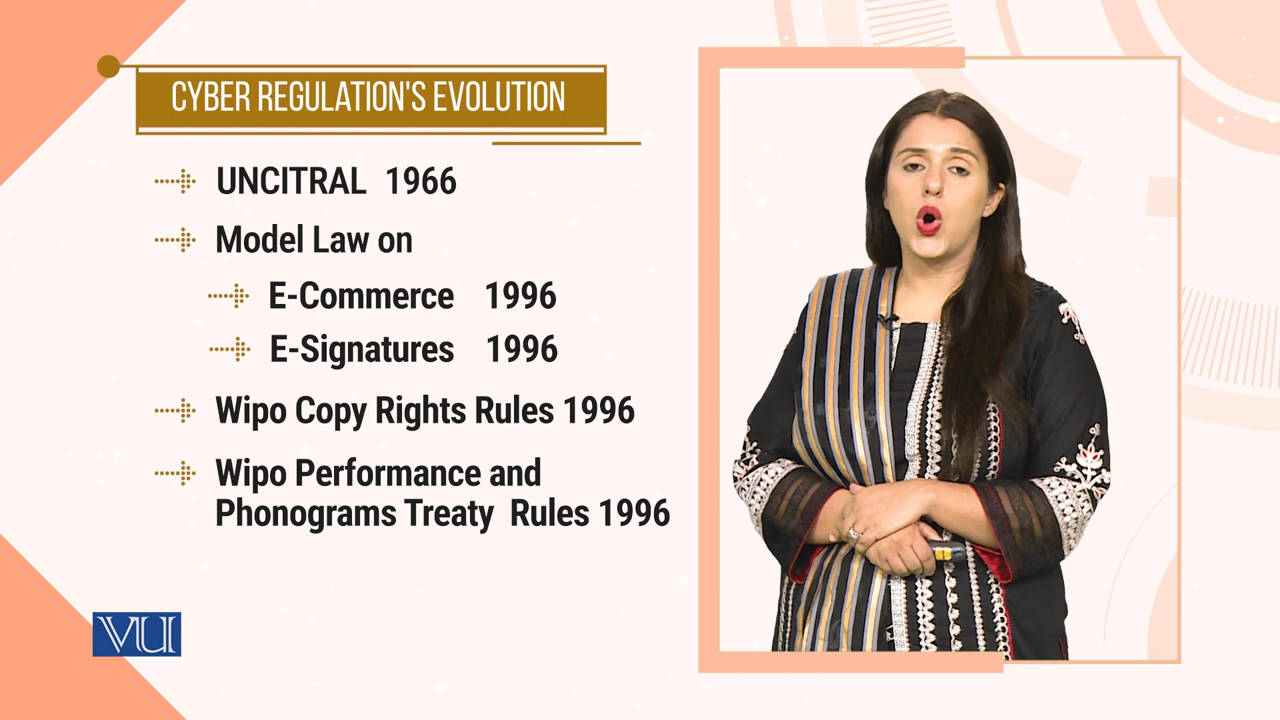 CYBER REGULATION'S EVOLUTION
UNCITRAL 1966
Model Law on
E-Commerce 1996
E-Signatures 1996
Wipo Copy Rights Rules 1996
Wipo Performance and
Phonograms Treaty Rules 1996
VU